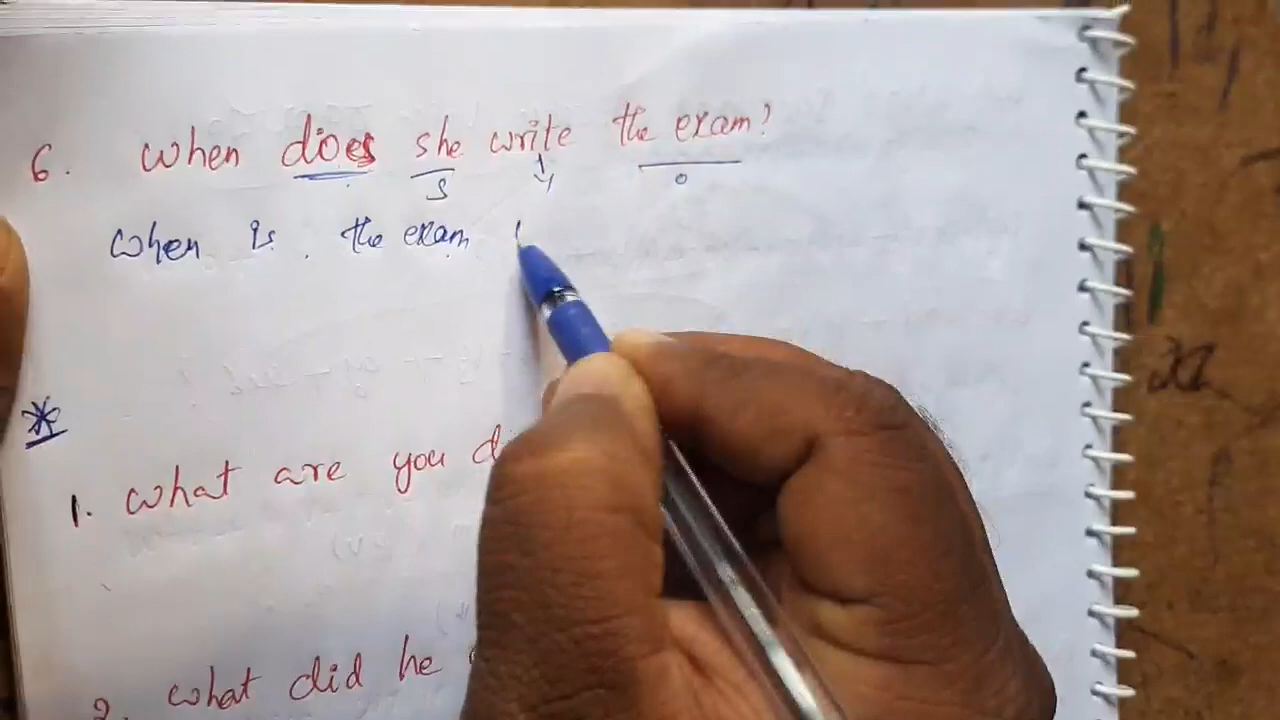 6. When does she write the exam?
S V O
When is the exam
*
1. What are you
2. What did he